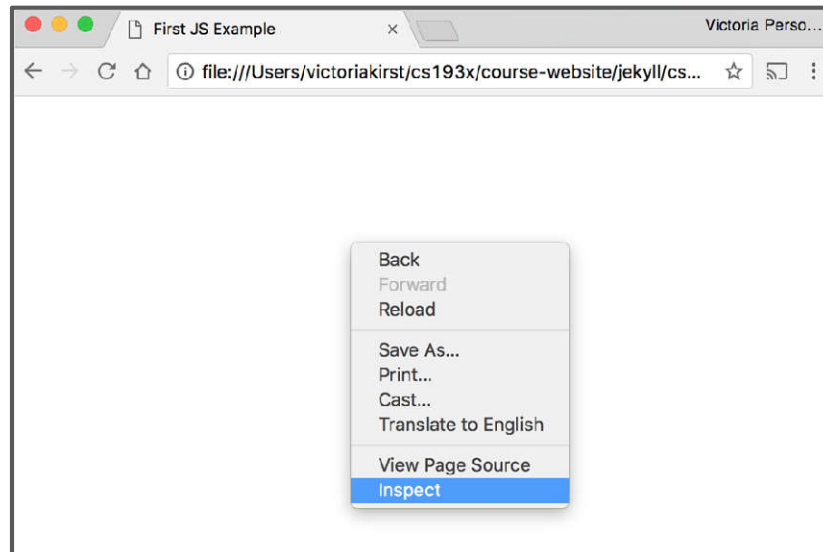 First JS Example
Victoria Perso...
file:///Users/victoriakirst/cs193x/course-website/jekyll/cs...
Back
Forward
Reload
Save As...
Print...
Cast...
Translate to English
View Page Source
Inspect